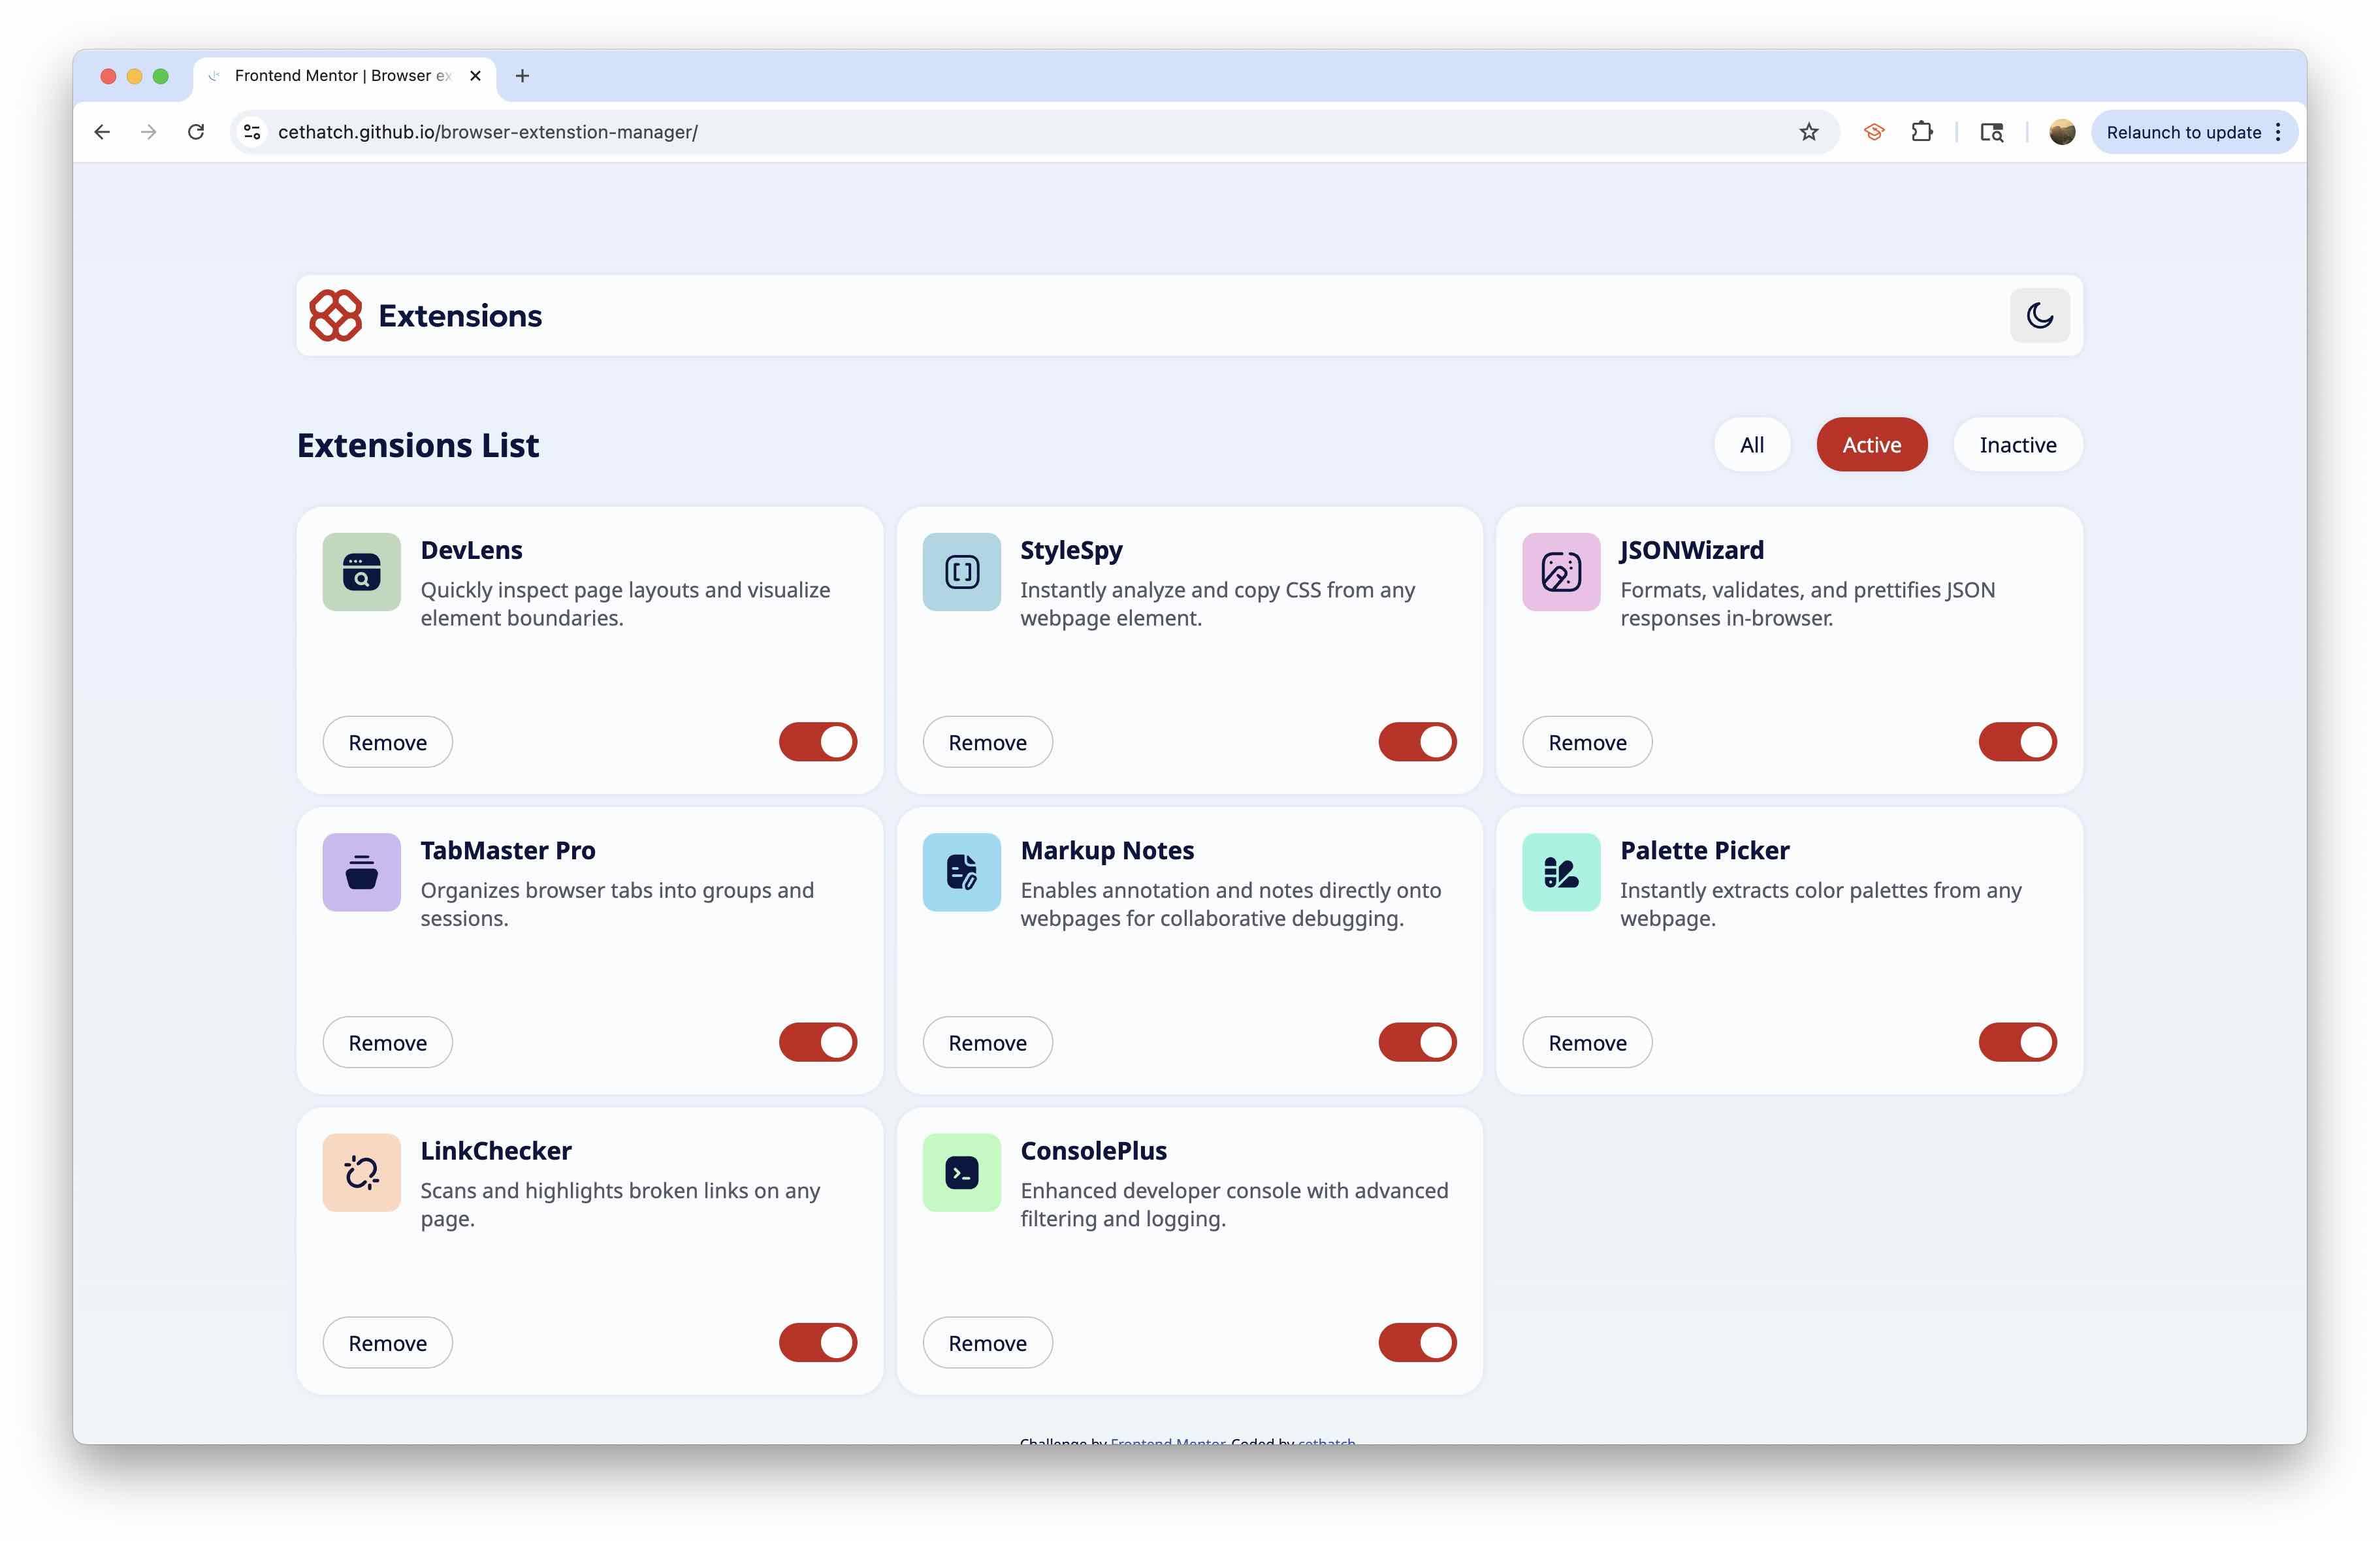 Frontend Mentor | Browser ex
cethatch.github.io/browser-extenstion-manager/
Relaunch to update
Extensions
Extensions List
All
Active
Inactive
DevLens
Quickly inspect page layouts and visualize
element boundaries.
Remove
StyleSpy
Instantly analyze and copy CSS from any
webpage element.
Remove
JSONWizard
Formats, validates, and prettifies JSON
responses in-browser.
Remove
TabMaster Pro
Organizes browser tabs into groups and
sessions.
Remove
Markup Notes
Enables annotation and notes directly onto
webpages for collaborative debugging.
Remove
Palette Picker
Instantly extracts color palettes from any
webpage.
Remove
LinkChecker
Scans and highlights broken links on any
page.
Remove
ConsolePlus
Enhanced developer console with advanced
filtering and logging.
Remove
Challenge by Frontend Mentor. Coded by cethatch.